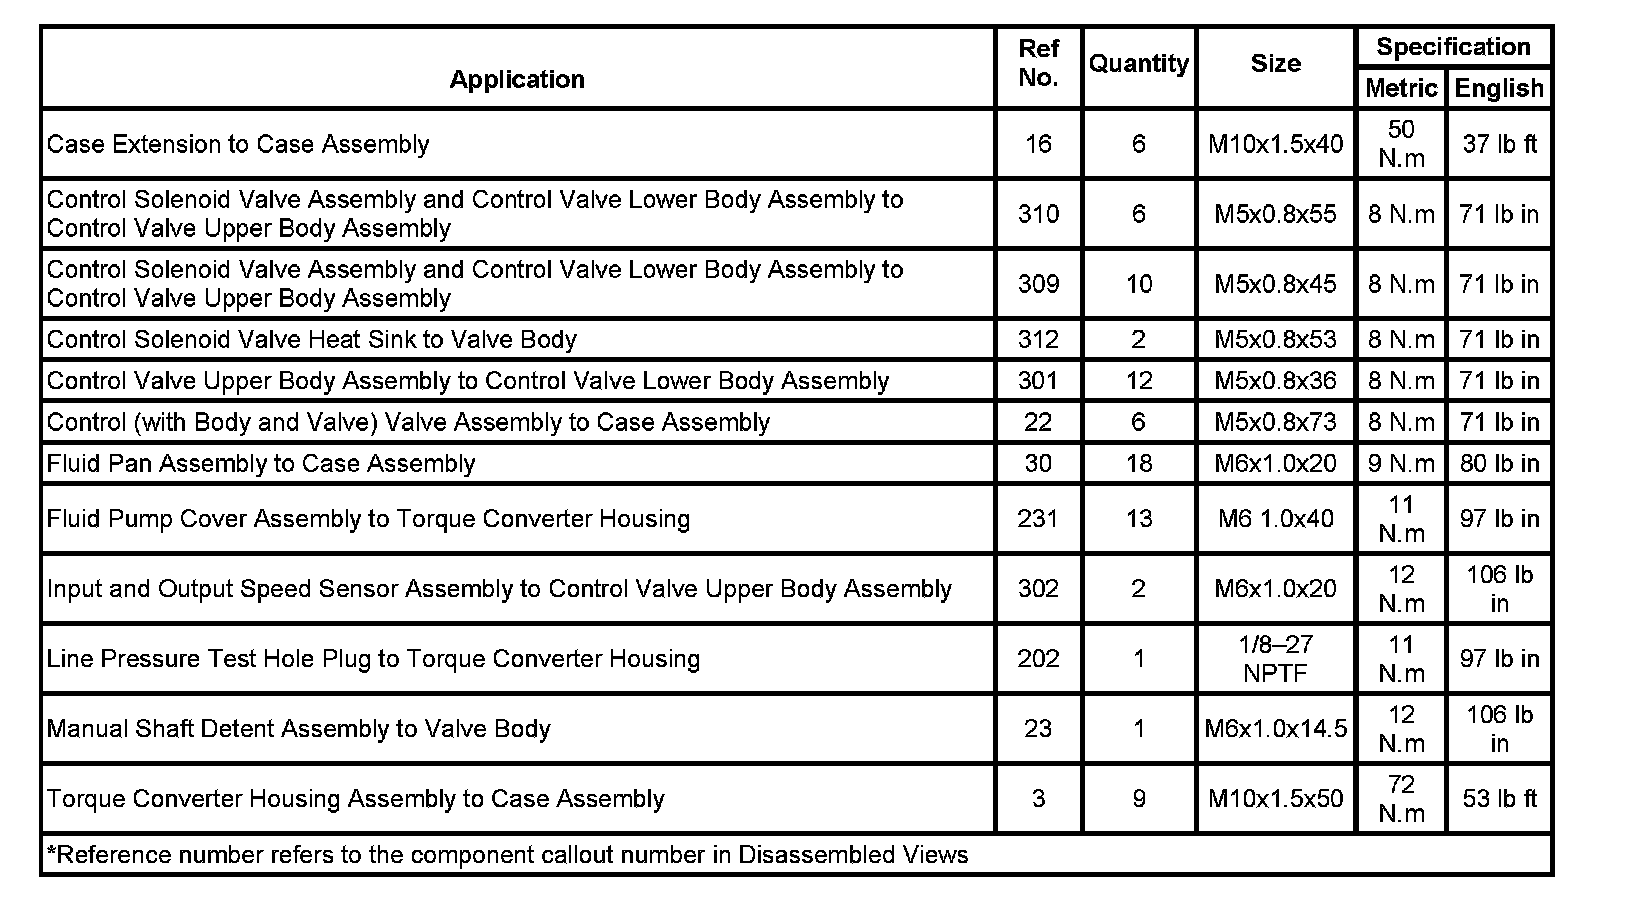 Application Ref No. Quantity Size Specification
Metric English
Case Extension to Case Assembly 16 6 M10x1.5x40 50 N.m 37 lb ft
Control Solenoid Valve Assembly and Control Valve Lower Body Assembly to
Control Valve Upper Body Assembly 310 6 M5x0.8x55 8 N.m 71 lb in
Control Solenoid Valve Assembly and Control Valve Lower Body Assembly to
Control Valve Upper Body Assembly 309 10 M5x0.8x45 8 N.m 71 lb in
Control Solenoid Valve Heat Sink to Valve Body 312 2 M5x0.8x53 8 N.m 71 lb in
Control Valve Upper Body Assembly to Control Valve Lower Body Assembly 301 12 M5x0.8x36 8 N.m 71 lb in
Control (with Body and Valve) Valve Assembly to Case Assembly 22 6 M5x0.8x73 8 N.m 71 lb in
Fluid Pan Assembly to Case Assembly 30 18 M6x1.0x20 9 N.m 80 lb in
Fluid Pump Cover Assembly to Torque Converter Housing 231 13 M6 1.0x40 11 N.m 97 lb in
Input and Output Speed Sensor Assembly to Control Valve Upper Body Assembly 302 2 M6x1.0x20 12 N.m 106 lb in
Line Pressure Test Hole Plug to Torque Converter Housing 202 1 1/8–27 NPTF 11 N.m 97 lb in
Manual Shaft Detent Assembly to Valve Body 23 1 M6x1.0x14.5 12 N.m 106 lb in
Torque Converter Housing Assembly to Case Assembly 3 9 M10x1.5x50 72 N.m 53 lb ft
*Reference number refers to the component callout number in Disassembled Views